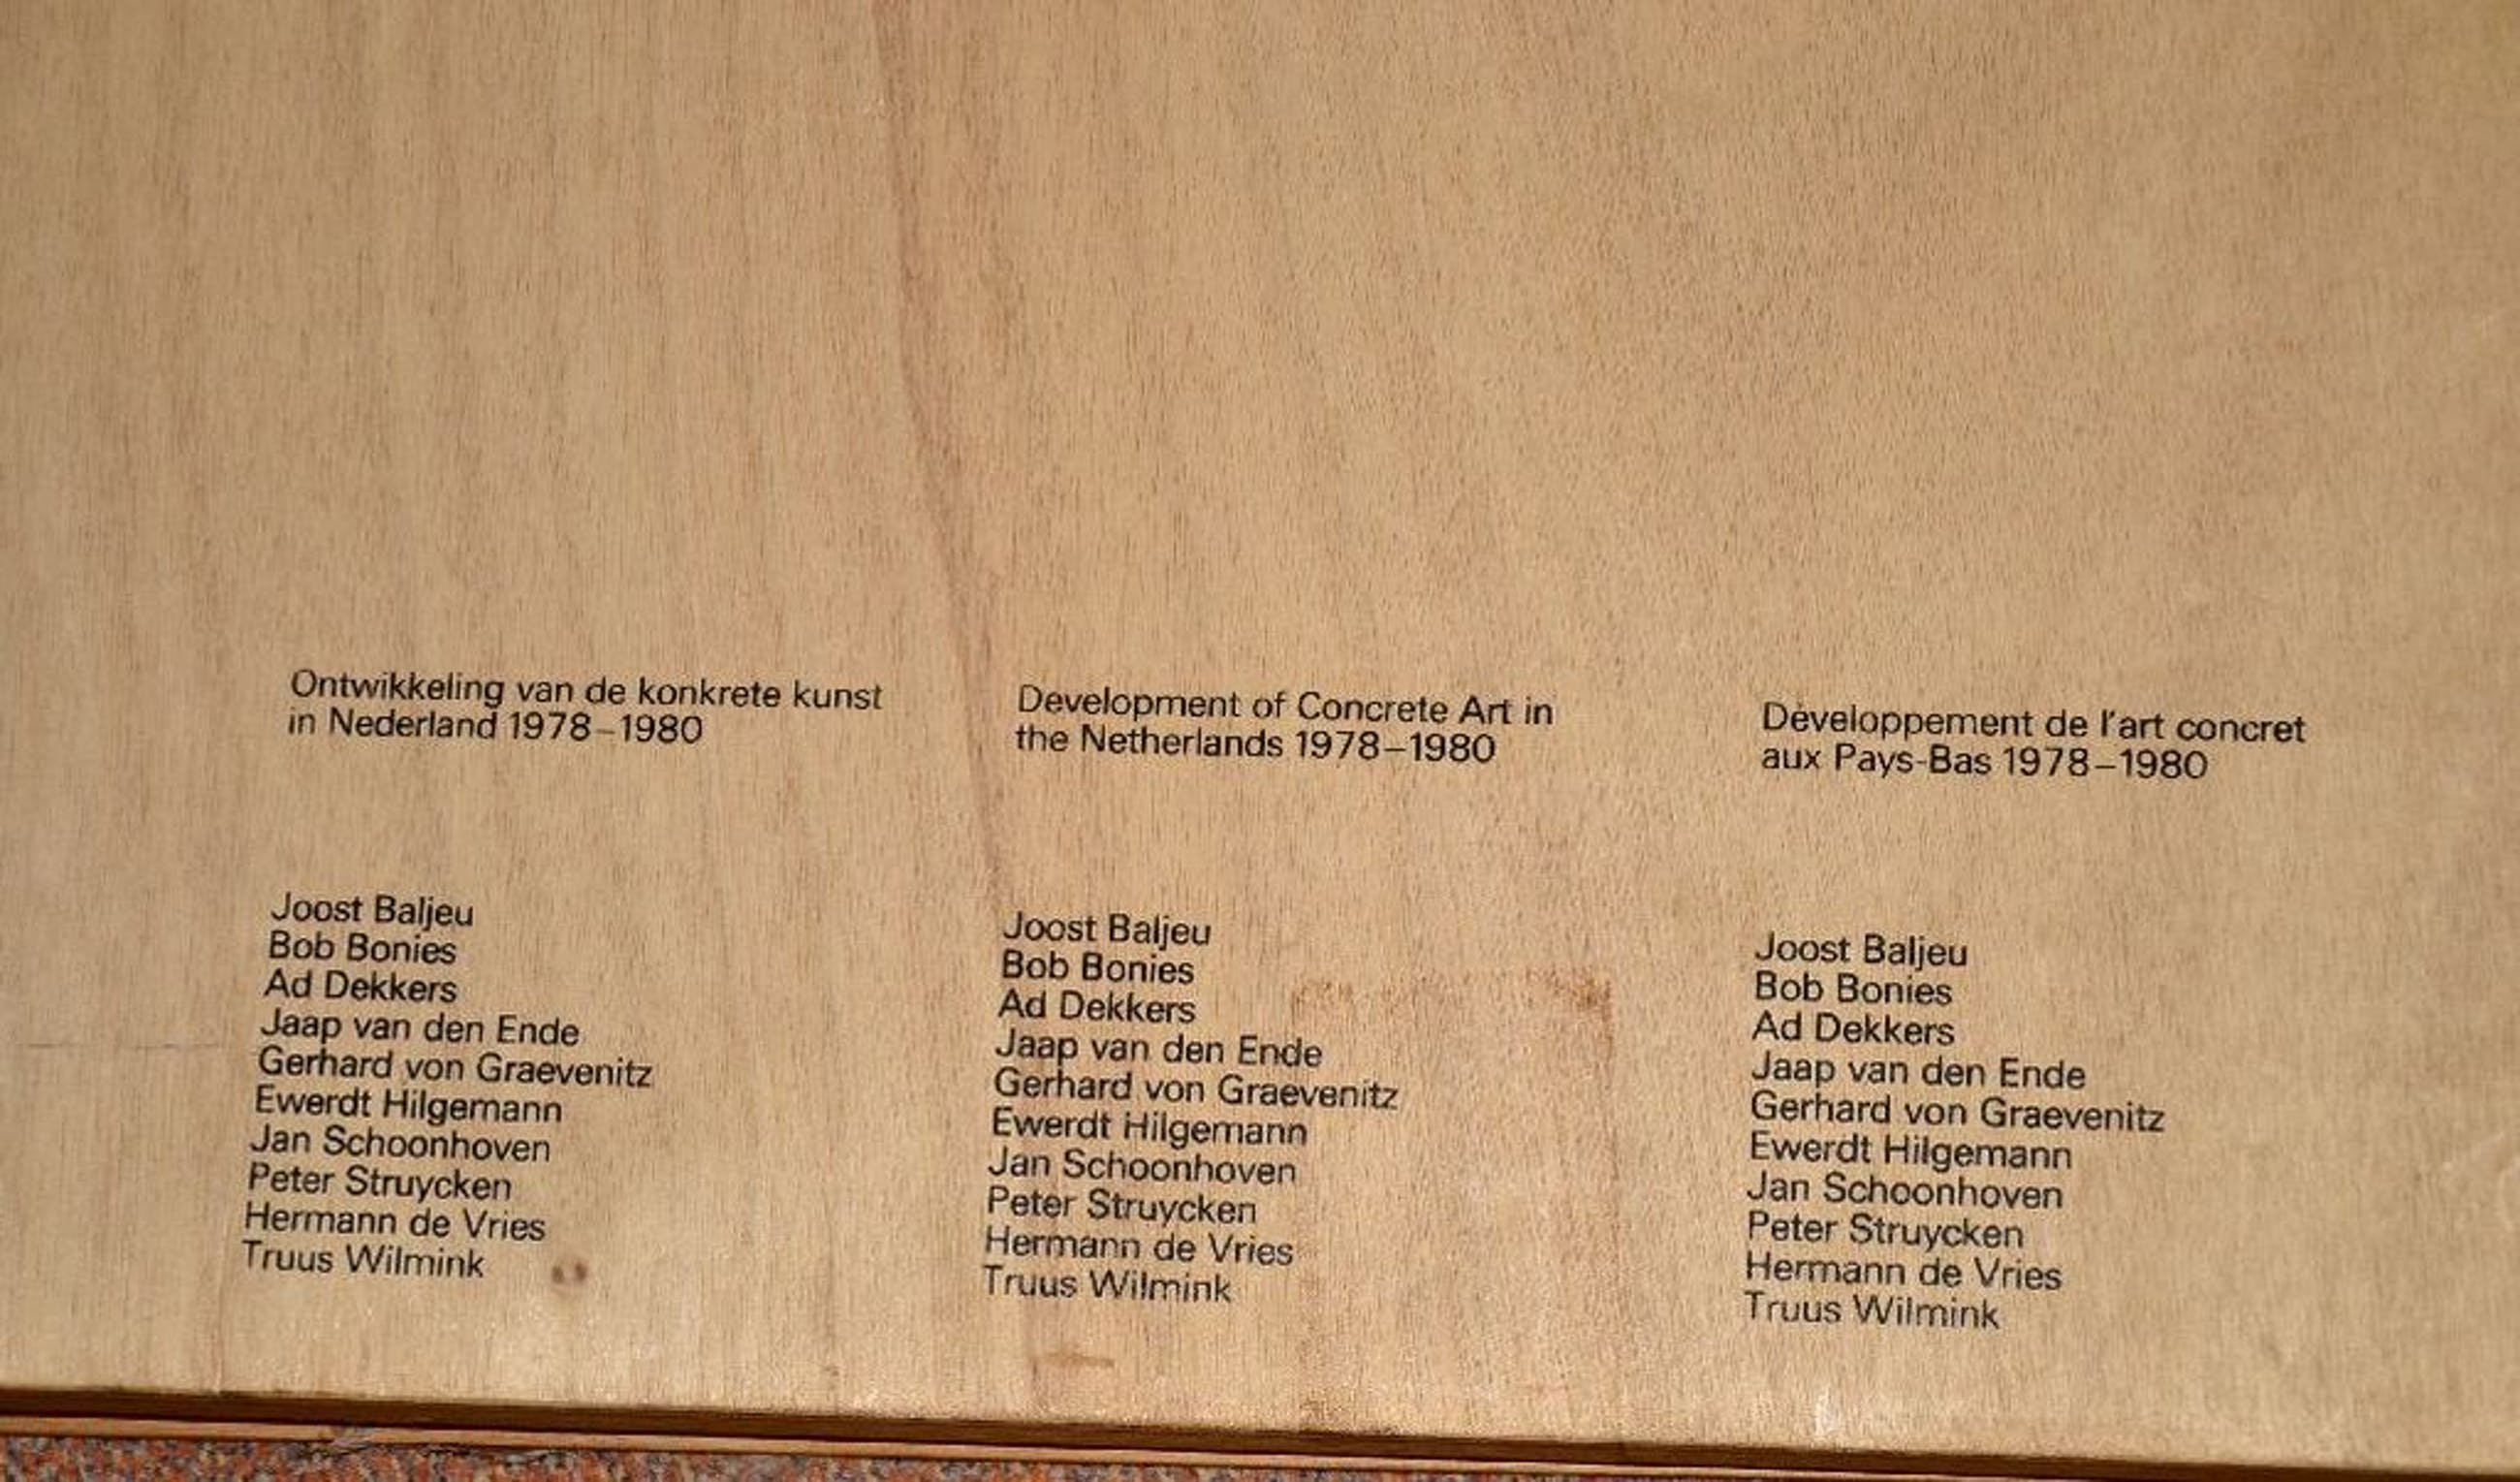 Ontwikkeling van de konkrete kunst
in Nederland 1978–1980
Joost Baljeu
Bob Bonies
Ad Dekkers
Jaap van den Ende
Gerhard von Graevenitz
Ewerdt Hilgemann
Jan Schoonhoven
Peter Struycken
Hermann de Vries
Truus Wilmink
Development of Concrete Art in
the Netherlands 1978–1980
Joost Baljeu
Bob Bonies
Ad Dekkers
Jaap van den Ende
Gerhard von Graevenitz
Ewerdt Hilgemann
Jan Schoonhoven
Peter Struycken
Hermann de Vries
Truus Wilmink
Développement de l'art concret
aux Pays-Bas 1978–1980
Joost Baljeu
Bob Bonies
Ad Dekkers
Jaap van den Ende
Gerhard von Graevenitz
Ewerdt Hilgemann
Jan Schoonhoven
Peter Struycken
Hermann de Vries
Truus Wilmink